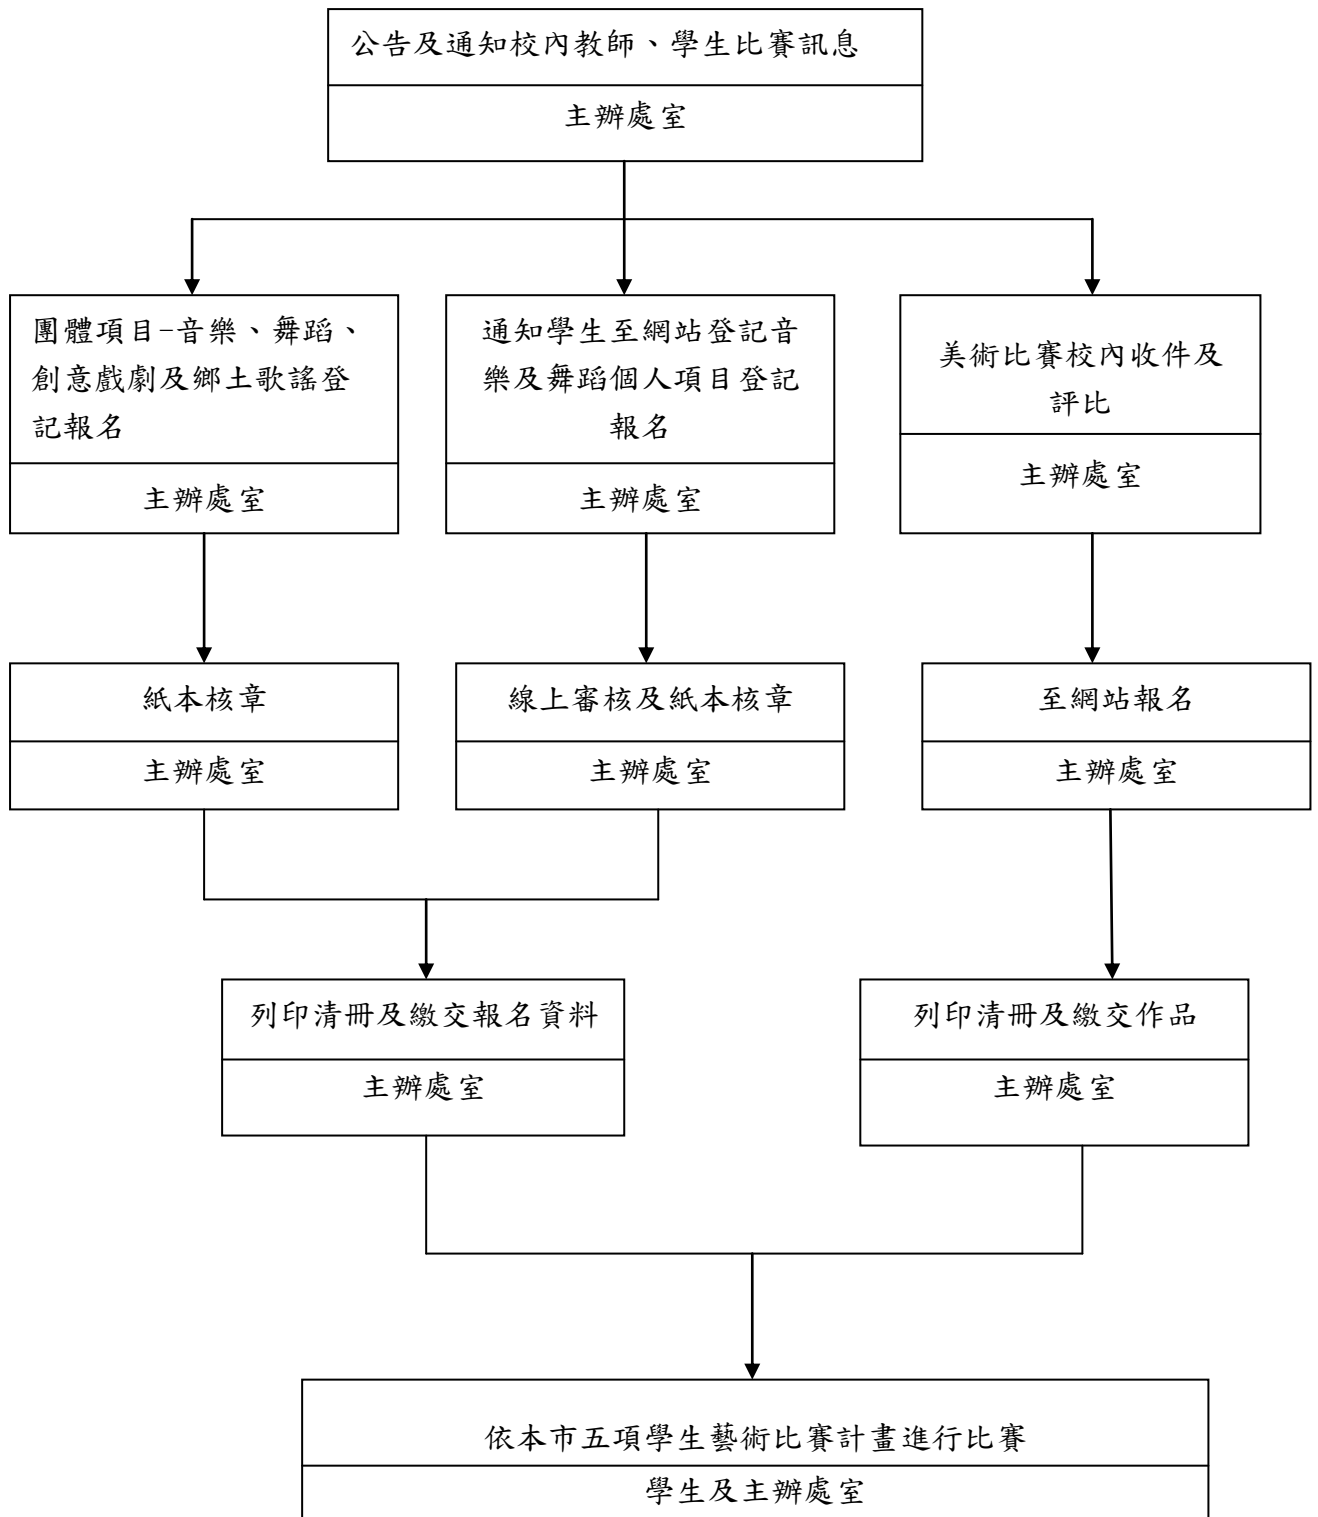 公告及通知校內教師、學生比賽訊息
主辦處室
團體項目-音樂、舞蹈、
創意戲劇及鄉土歌謠登
記報名
主辦處室
通知學生至網站登記音
樂及舞蹈個人項目登記
報名
主辦處室
美術比賽校內收件及
評比
主辦處室
紙本核章
主辦處室
線上審核及紙本核章
主辦處室
至網站報名
主辦處室
列印清冊及繳交報名資料
主辦處室
列印清冊及繳交作品
主辦處室
依本市五項學生藝術比賽計畫進行比賽
學生及主辦處室